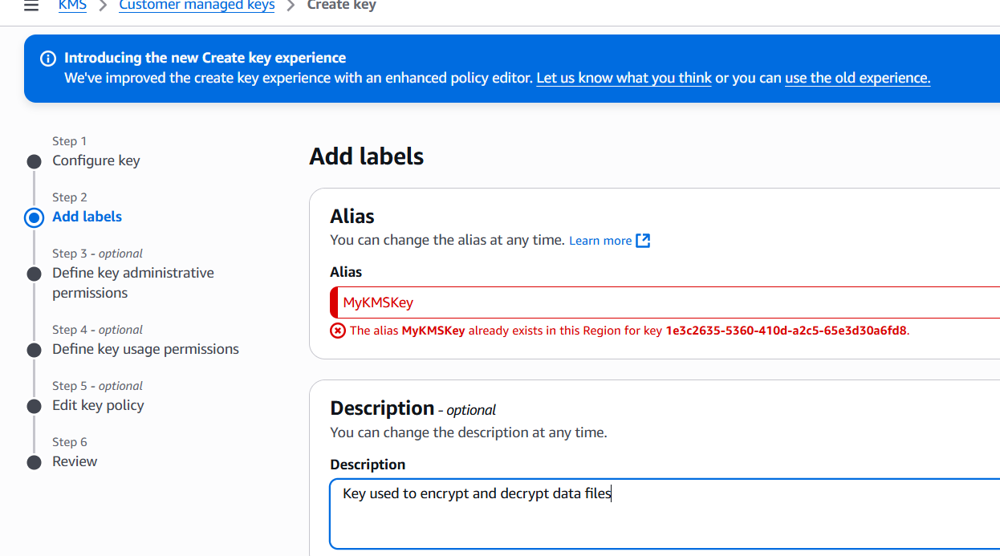 KMS > Customer managed keys > Create key
Introducing the new Create key experience
We've improved the create key experience with an enhanced policy editor. Let us know what you think or you can use the old experience.
Step 1
Configure key
Step 2
Add labels
Step 3 - optional
Define key administrative
permissions
Step 4 - optional
Define key usage permissions
Step 5 - optional
Edit key policy
Step 6
Review
Add labels
Alias
You can change the alias at any time. Learn more
Alias
MyKMSKey
The alias MyKMSKey already exists in this Region for key 1e3c2635-5360-410d-a2c5-65e3d30a6fd8.
Description - optional
You can change the description at any time.
Description
Key used to encrypt and decrypt data files